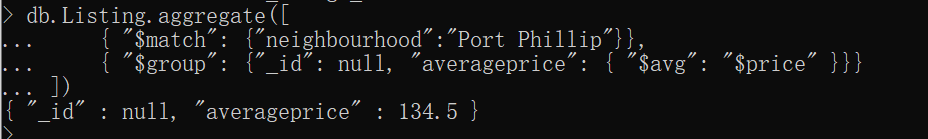 > db.Listing.aggregate([
...     { "$match": {"neighbourhood":"Port Phillip"}},
...     { "$group": {"_id": null, "averageprice": { "$avg": "$price" }}}
... ])
{ "_id" : null, "averageprice" : 134.5 }
>